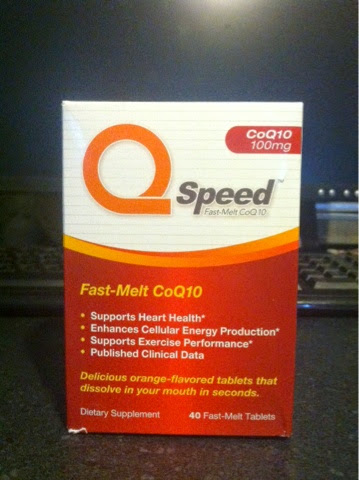 CoQ10
100mg
Q Speed™
Fast-Melt CoQ10
Fast-Melt CoQ10
• Supports Heart Health*
• Enhances Cellular Energy Production*
• Supports Exercise Performance*
• Published Clinical Data
Delicious orange-flavored tablets that
dissolve in your mouth in seconds.
Dietary Supplement 40 Fast-Melt Tablets